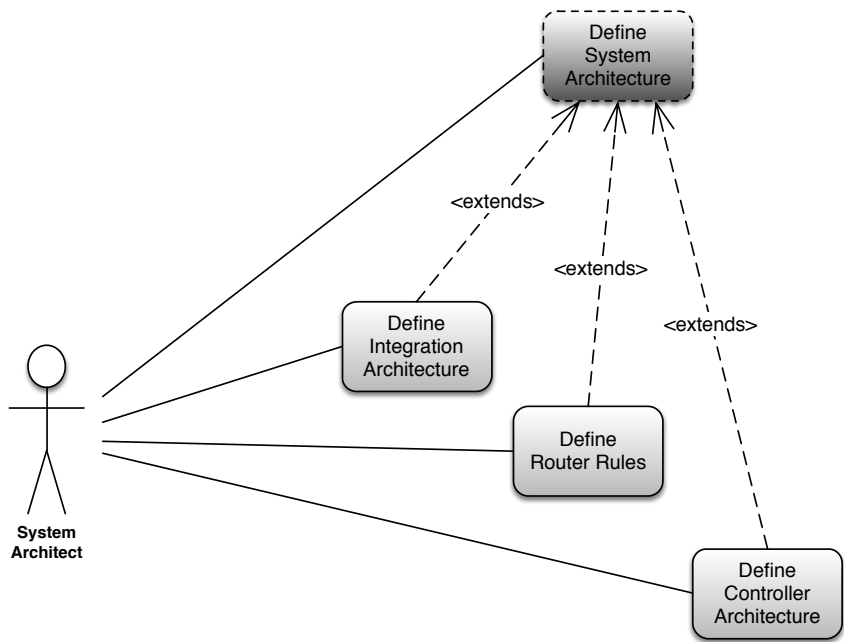 Define
System
Architecture
<extends>
<extends>
<extends>
Define
Integration
Architecture
Define
Router Rules
System
Architect
Define
Controller
Architecture